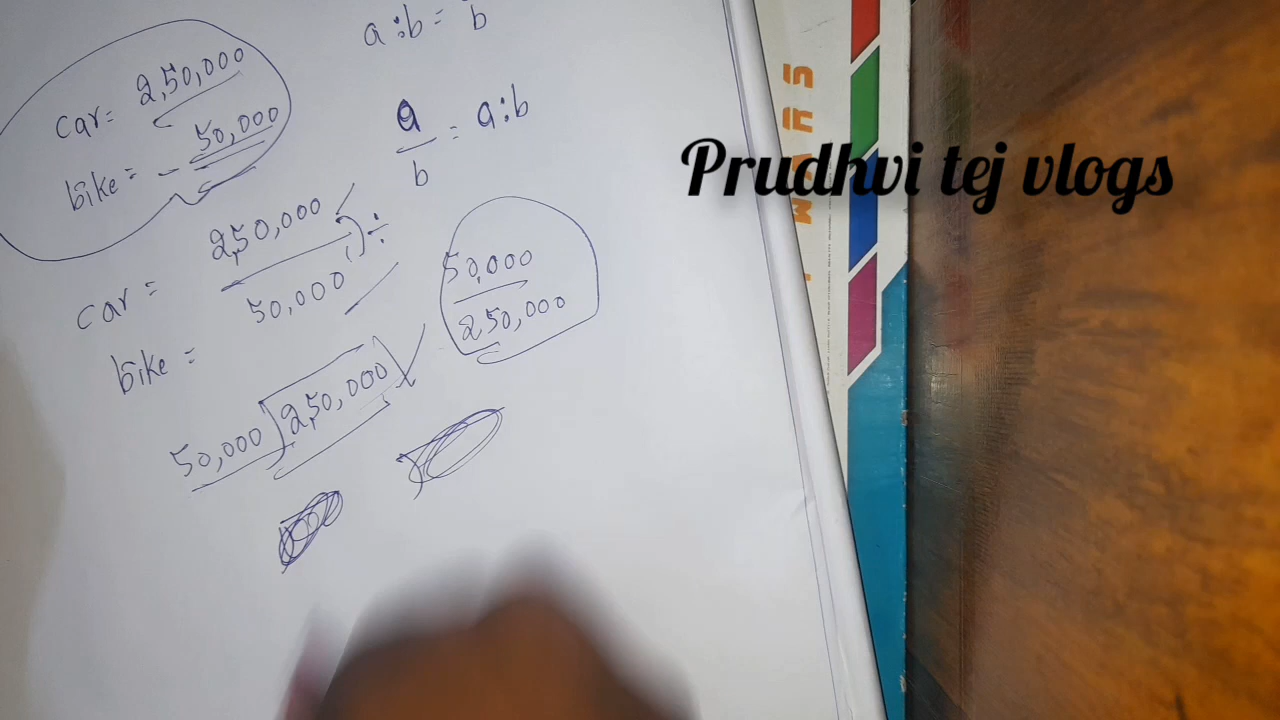 a:b = b
car = 2,50,000
bike = - 50,000
a/b = a:b
car = 2,50,000 ÷
50,000
bike =
50,000
250,000
50,000 ) 2,50,000
Prudhvi tej vlogs
MARS